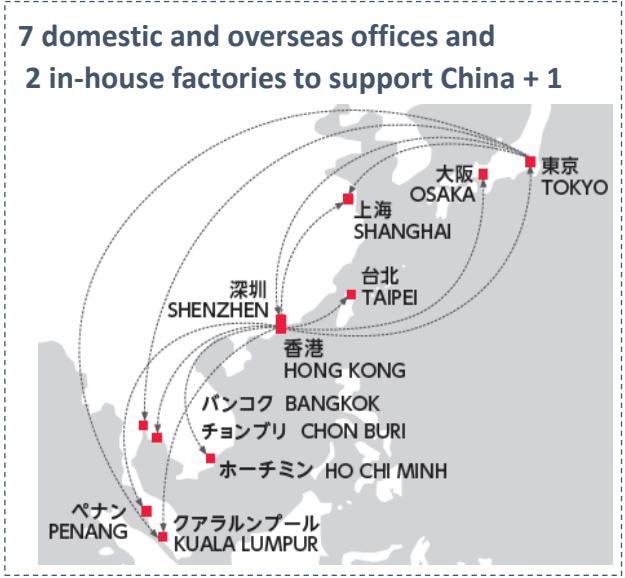 7 domestic and overseas offices and
2 in-house factories to support China + 1
大阪
OSAKA
東京
TOKYO
上海
SHANGHAI
台北
TAIPEI
深圳
SHENZHEN
香港
HONG KONG
バンコク BANGKOK
チョンブリ CHON BURI
ホーチミン HO CHI MINH
ペナン
PENANG
クアラルンプール
KUALA LUMPUR